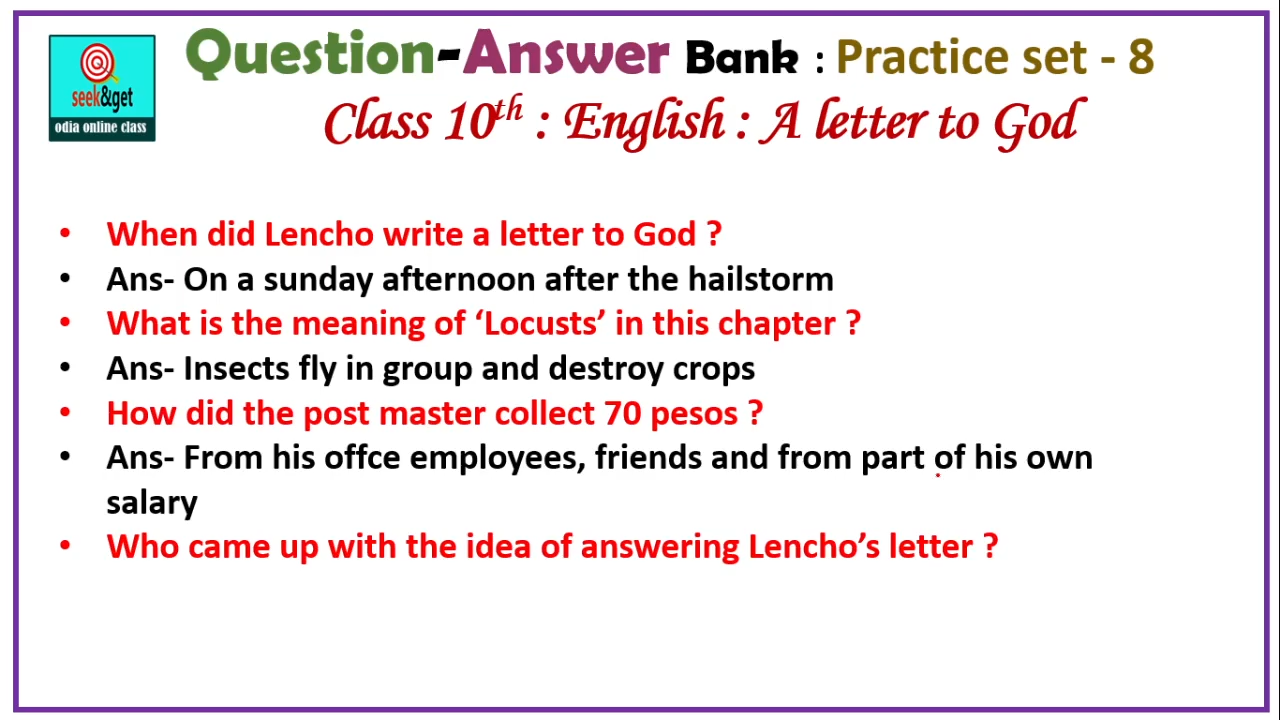 Question-Answer Bank : Practice set - 8
seek&get
odia online class
Class 10th : English : A letter to God
• When did Lencho write a letter to God ?
• Ans- On a sunday afternoon after the hailstorm
• What is the meaning of ‘Locusts’ in this chapter ?
• Ans- Insects fly in group and destroy crops
• How did the post master collect 70 pesos ?
• Ans- From his offce employees, friends and from part of his own
salary
• Who came up with the idea of answering Lencho’s letter ?